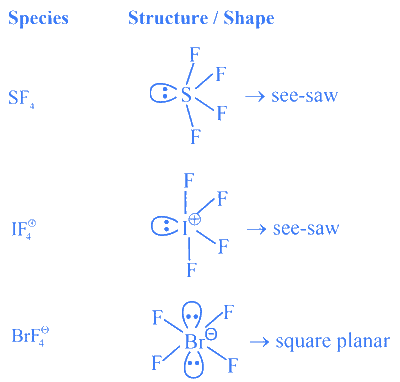 Species Structure / Shape
F
F
SF₄ S → see-saw
F
F
F
F
IF₄⊕ I⊕ → see-saw
F
F
F F
BrF₄⊖ Br⊖ → square planar
F F